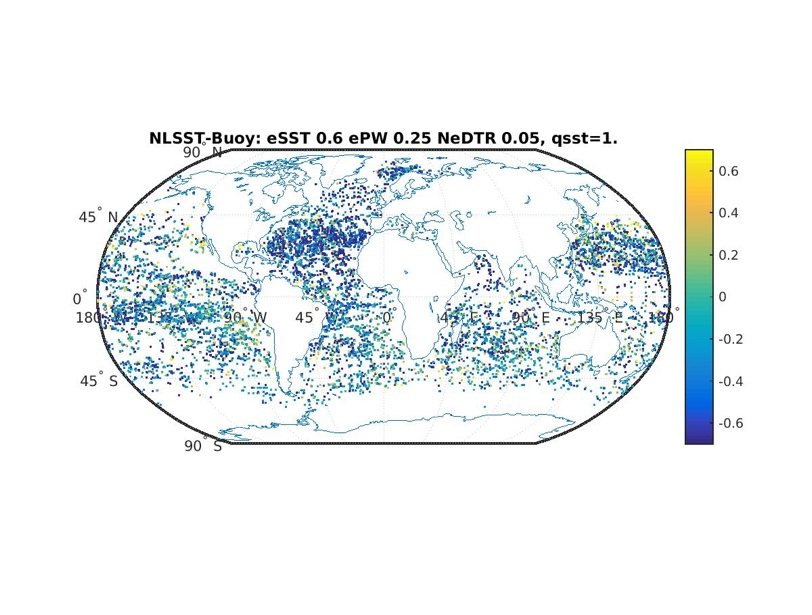 NLSST-Buoy: eSST 0.6 ePW 0.25 NeDTR 0.05, qsst=1.
90° N
45° N
0°
180° W 135° W 90° W 45° W 0° 45° E 90° E 135° E 180°
45° S
90° S
0.6
0.4
0.2
0
-0.2
-0.4
-0.6